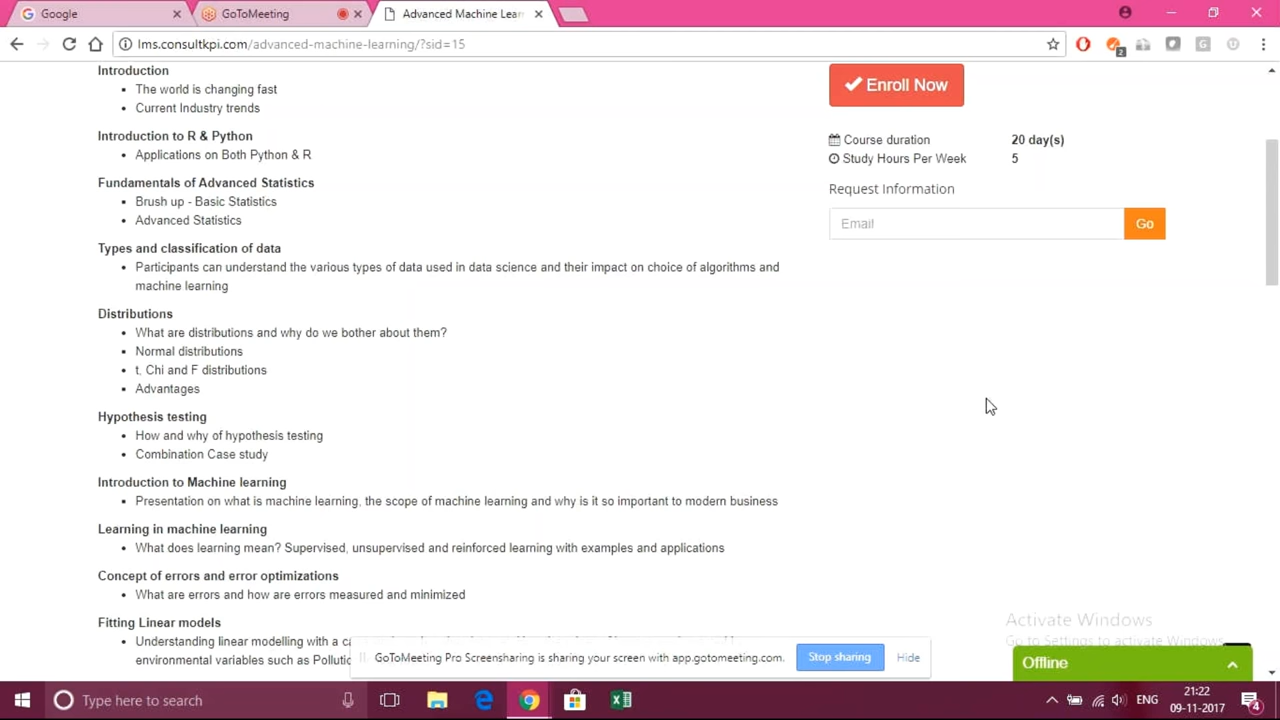 Google
GoToMeeting
Advanced Machine Lear
lms.consultkpi.com/advanced-machine-learning/?sid=15
2
Introduction
The world is changing fast
Current Industry trends
Introduction to R & Python
Applications on Both Python & R
Fundamentals of Advanced Statistics
Brush up - Basic Statistics
Advanced Statistics
Types and classification of data
Participants can understand the various types of data used in data science and their impact on choice of algorithms and
machine learning
Distributions
What are distributions and why do we bother about them?
Normal distributions
t, Chi and F distributions
Advantages
Hypothesis testing
How and why of hypothesis testing
Combination Case study
Introduction to Machine learning
Presentation on what is machine learning, the scope of machine learning and why is it so important to modern business
Learning in machine learning
What does learning mean? Supervised, unsupervised and reinforced learning with examples and applications
Concept of errors and error optimizations
What are errors and how are errors measured and minimized
Fitting Linear models
Understanding linear modelling with a
environmental variables such as
Enroll Now
Course duration 20 day(s)
Study Hours Per Week 5
Request Information
Email Go
Activate Windows
Go to Settings to activate Windows.
GoToMeeting Pro Screensharing is sharing your screen with app.gotomeeting.com. Stop sharing Hide
Offline
Type here to search
ENG
21:22
09-11-2017
4